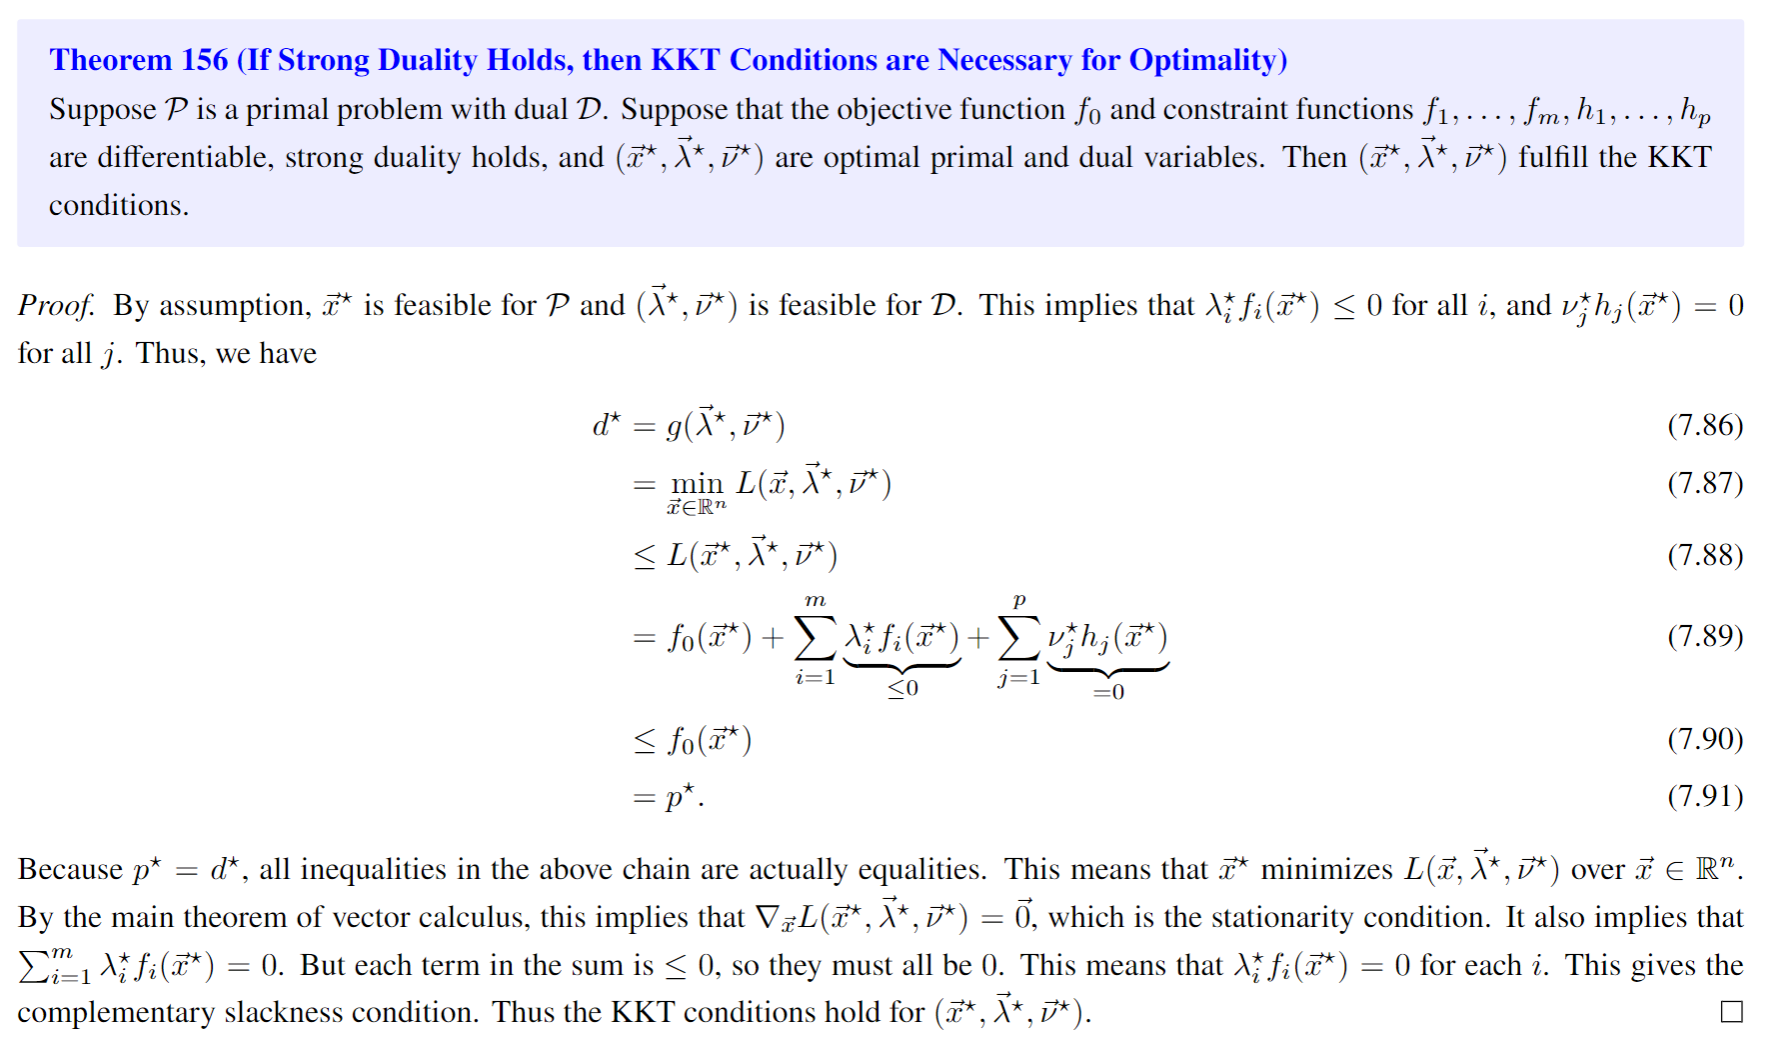 Theorem 156 (If Strong Duality Holds, then KKT Conditions are Necessary for Optimality)
Suppose $\mathcal{P}$ is a primal problem with dual $\mathcal{D}$. Suppose that the objective function $f_0$ and constraint functions $f_1, \ldots, f_m, h_1, \ldots, h_p$
are differentiable, strong duality holds, and $(\vec{x}^\star, \vec{\lambda}^\star, \vec{\nu}^\star)$ are optimal primal and dual variables. Then $(\vec{x}^\star, \vec{\lambda}^\star, \vec{\nu}^\star)$ fulfill the KKT
conditions.
Proof. By assumption, $\vec{x}^\star$ is feasible for $\mathcal{P}$ and $(\vec{\lambda}^\star, \vec{\nu}^\star)$ is feasible for $\mathcal{D}$. This implies that $\lambda_i^\star f_i(\vec{x}^\star) \leq 0$ for all $i$, and $\nu_j^\star h_j(\vec{x}^\star) = 0$
for all $j$. Thus, we have
$d^\star = g(\vec{\lambda}^\star, \vec{\nu}^\star)$ (7.86)
$= \min_{\vec{x} \in \mathbb{R}^n} L(\vec{x}, \vec{\lambda}^\star, \vec{\nu}^\star)$ (7.87)
$\leq L(\vec{x}^\star, \vec{\lambda}^\star, \vec{\nu}^\star)$ (7.88)
$= f_0(\vec{x}^\star) + \sum_{i=1}^{m} \underbrace{\lambda_i^\star f_i(\vec{x}^\star)}_{\leq 0} + \sum_{j=1}^{p} \underbrace{\nu_j^\star h_j(\vec{x}^\star)}_{=0}$ (7.89)
$\leq f_0(\vec{x}^\star)$ (7.90)
$= p^\star.$ (7.91)
Because $p^\star = d^\star$, all inequalities in the above chain are actually equalities. This means that $\vec{x}^\star$ minimizes $L(\vec{x}, \vec{\lambda}^\star, \vec{\nu}^\star)$ over $\vec{x} \in \mathbb{R}^n$.
By the main theorem of vector calculus, this implies that $\nabla_{\vec{x}} L(\vec{x}^\star, \vec{\lambda}^\star, \vec{\nu}^\star) = \vec{0}$, which is the stationarity condition. It also implies that
$\sum_{i=1}^{m} \lambda_i^\star f_i(\vec{x}^\star) = 0$. But each term in the sum is $\leq 0$, so they must all be 0. This means that $\lambda_i^\star f_i(\vec{x}^\star) = 0$ for each $i$. This gives the
complementary slackness condition. Thus the KKT conditions hold for $(\vec{x}^\star, \vec{\lambda}^\star, \vec{\nu}^\star)$. □